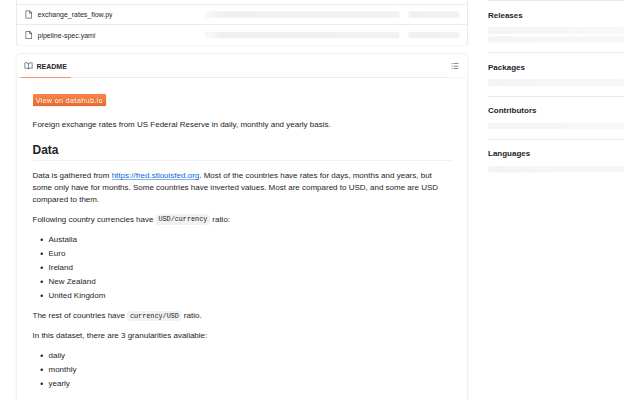 exchange_rates_flow.py
pipeline-spec.yaml
README
View on datahub.io
Foreign exchange rates from US Federal Reserve in daily, monthly and yearly basis.
Data
Data is gathered from https://fred.stlouisfed.org. Most of the countries have rates for days, months and years, but
some only have for months. Some countries have inverted values. Most are compared to USD, and some are USD
compared to them.
Following country currencies have USD/currency ratio:
• Austalia
• Euro
• Ireland
• New Zealand
• United Kingdom
The rest of countries have currency/USD ratio.
In this dataset, there are 3 granularities available:
• daily
• monthly
• yearly
Releases
Packages
Contributors
Languages